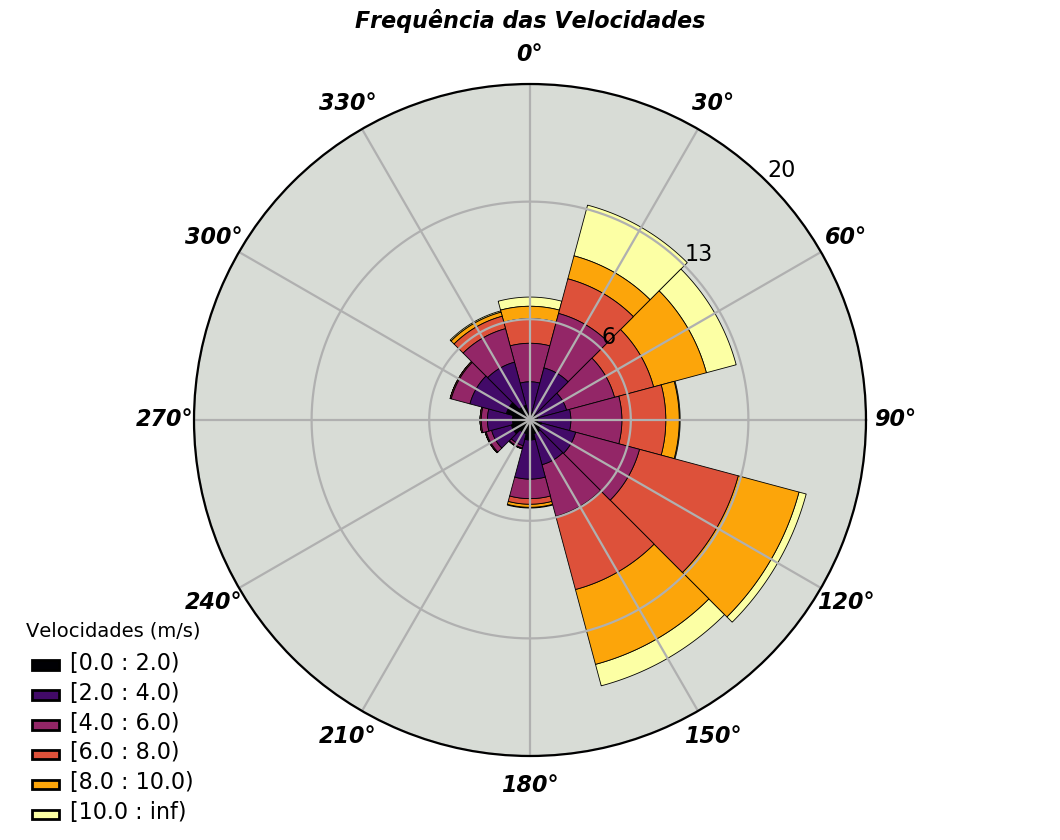 Frequência das Velocidades
0°
330°
30°
20
300°
60°
13
6
270°
90°
240°
120°
210°
150°
180°
Velocidades (m/s)
[0.0 : 2.0)
[2.0 : 4.0)
[4.0 : 6.0)
[6.0 : 8.0)
[8.0 : 10.0)
[10.0 : inf)